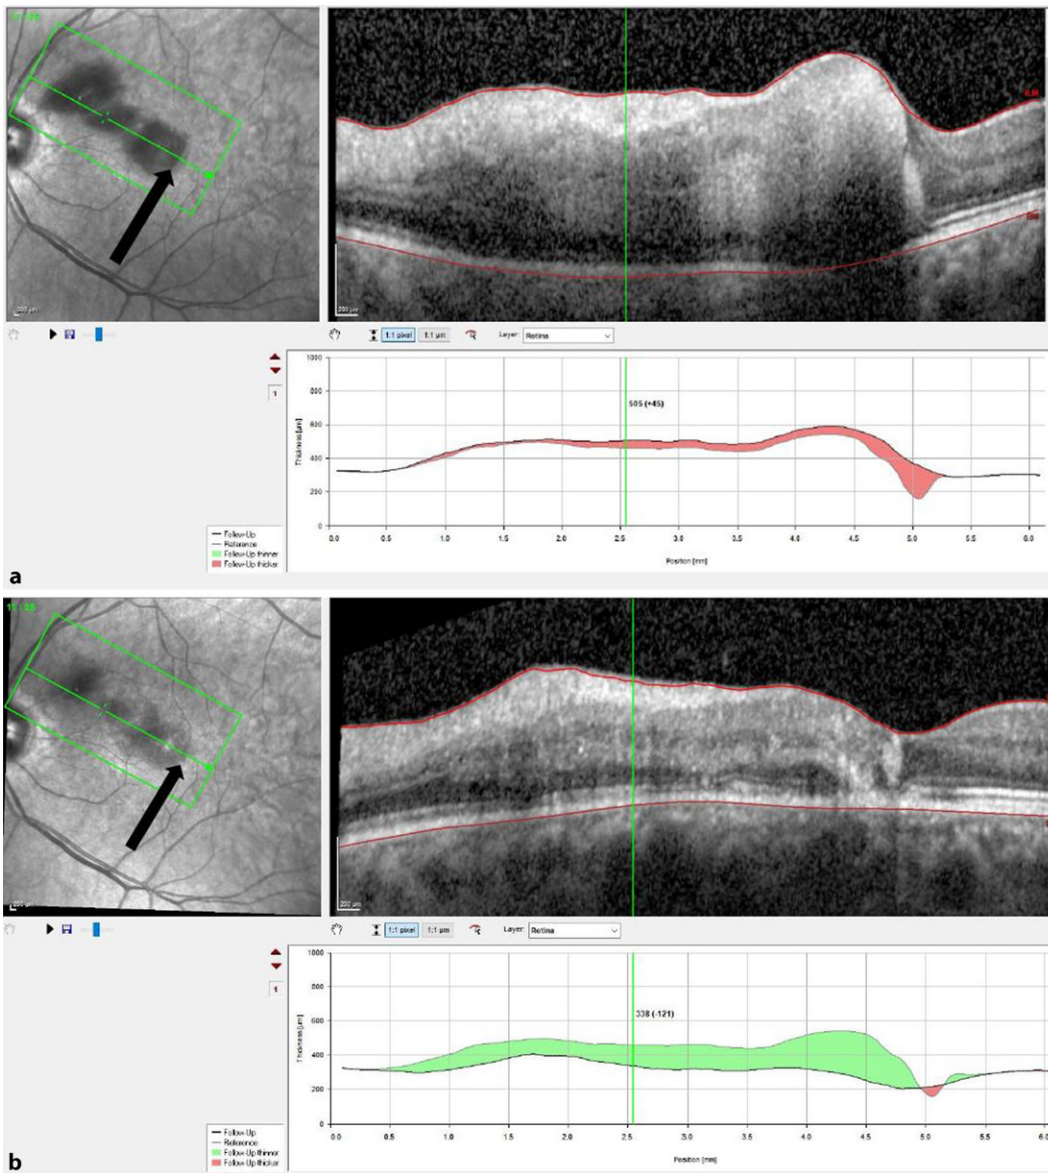 ILM
200 µm
200 µm
1:1 pixel
1:1 µm
Layer:
Retina
1
Thickness [µm]
1000
800
600
400
200
0
505 (+45)
0.0 0.5 1.0 1.5 2.0 2.5 3.0 3.5 4.0 4.5 5.0 5.5 6.0
Position [mm]
Follow-Up
Reference
Follow-Up thinner
Follow-Up thicker
a
200 µm
200 µm
1:1 pixel
1:1 µm
Layer:
Retina
1
Thickness [µm]
1000
800
600
400
200
0
338 (-121)
0.0 0.5 1.0 1.5 2.0 2.5 3.0 3.5 4.0 4.5 5.0 5.5 6.0
Position [mm]
Follow-Up
Reference
Follow-Up thinner
Follow-Up thicker
b